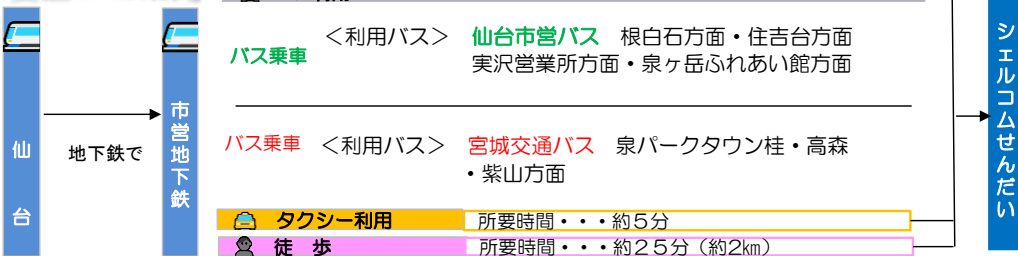 仙台
地下鉄で
市営地下鉄
バス乗車
＜利用バス＞ 仙台市営バス 根白石方面・住吉台方面
実沢営業所方面・泉ヶ岳ふれあい館方面
バス乗車 ＜利用バス＞ 宮城交通バス 泉パークタウン桂・高森
・紫山方面
タクシー利用 所要時間・・・約５分
徒 歩 所要時間・・・約２５分（約2㎞）
シェルコムせんだい